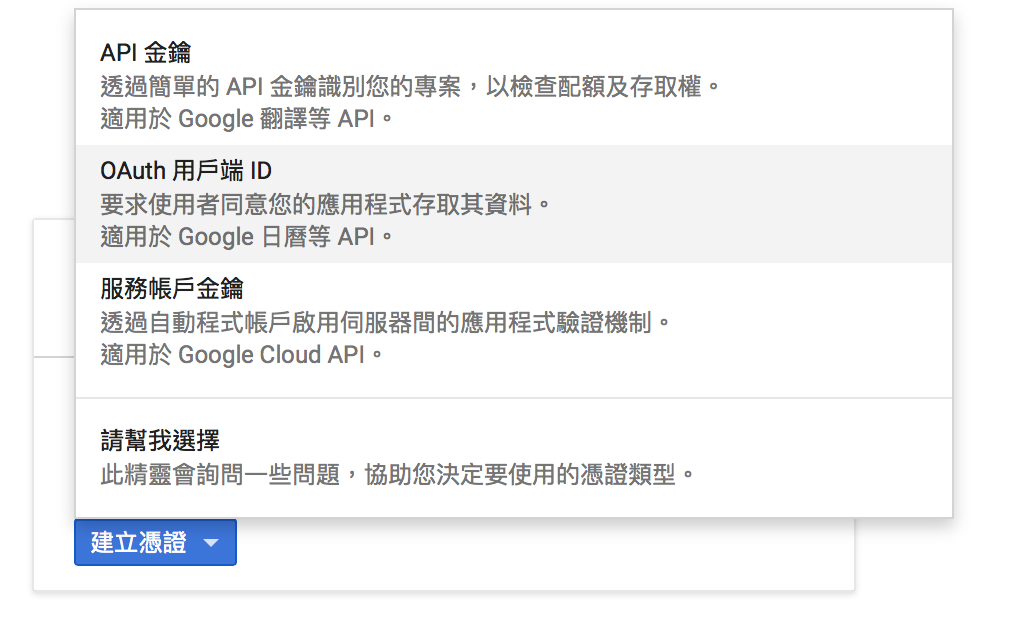 API 金鑰
透過簡單的 API 金鑰識別您的專案，以檢查配額及存取權。
適用於 Google 翻譯等 API。
OAuth 用戶端 ID
要求使用者同意您的應用程式存取其資料。
適用於 Google 日曆等 API。
服務帳戶金鑰
透過自動程式帳戶啟用伺服器間的應用程式驗證機制。
適用於 Google Cloud API。
請幫我選擇
此精靈會詢問一些問題，協助您決定要使用的憑證類型。
建立憑證